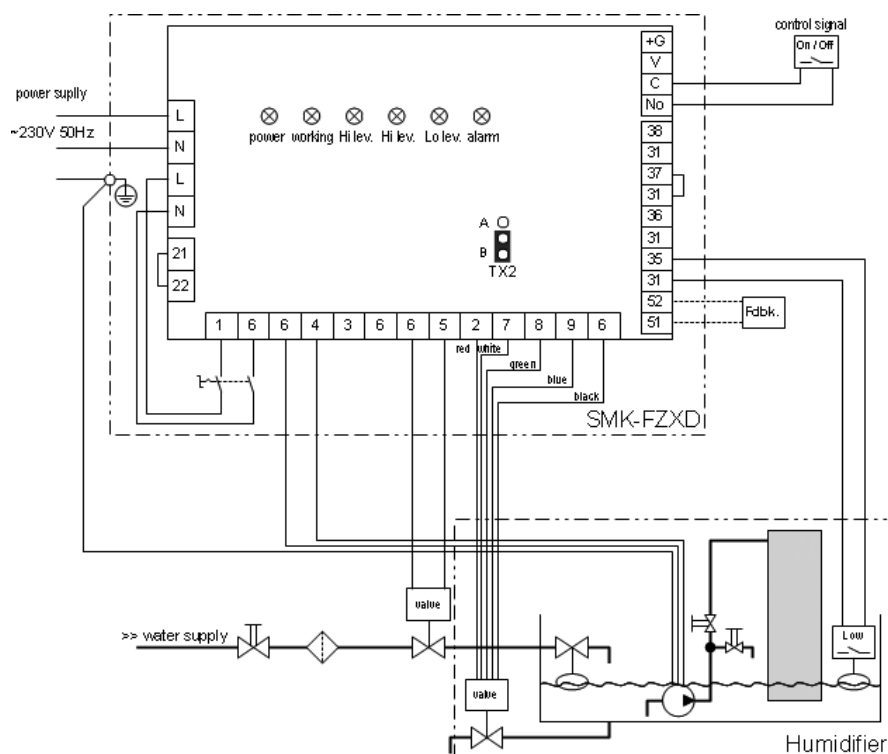 control signal
On / Off
+G
V
C
No
power suplly
~230V 50Hz
L
N
L
N
21
22
power working Hi lev. Hi lev. Lo lev. alarm
A
B
TX2
38
31
37
31
36
31
35
31
52
51
Fdbk.
1 6 6 4 3 6 6 5 2 7 8 9 6
red white
green
blue
black
SMK-FZXD
valve
>> water supply
valve
Low
Humidifier